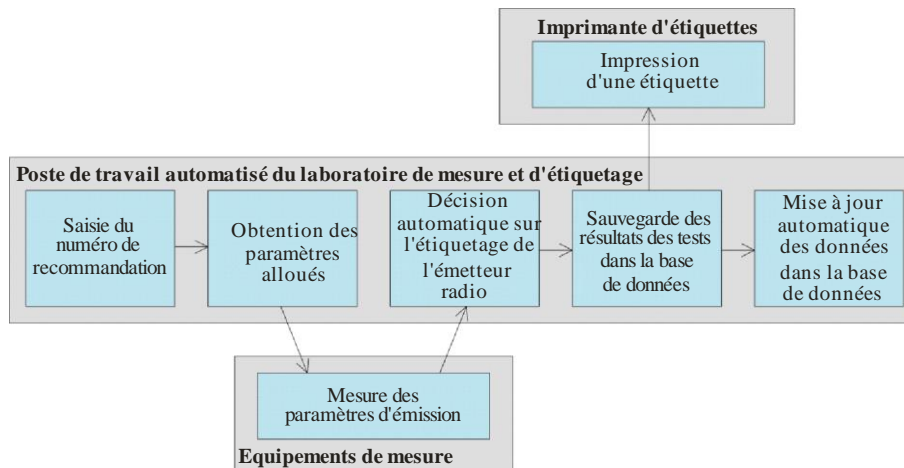 Imprimante d'étiquettes
Impression
d'une étiquette
Poste de travail automatisé du laboratoire de mesure et d'étiquetage
Saisie du
numéro de
recommandation
Obtention des
paramètres
alloués
Décision
automatique sur
l'étiquetage de
l'émetteur
radio
Sauvegarde des
résultats des tests
dans la base
de données
Mise à jour
automatique
des données
dans la base
de données
Mesure des
paramètres d'émission
Equipements de mesure